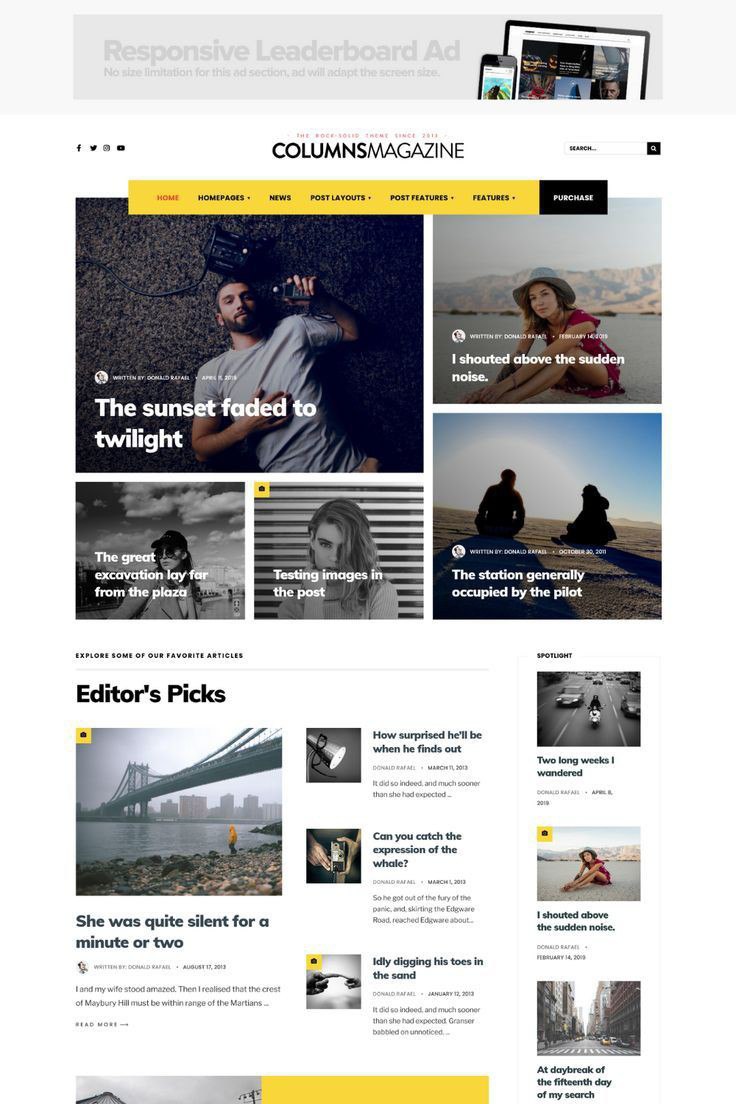 Responsive Leaderboard Ad
No size limitation for this ad section, ad will adapt the screen size.
- THE ROCK-SOLID THEME SINCE 2013 -
COLUMNSMAGAZINE
SEARCH...
HOME HOMEPAGES NEWS POST LAYOUTS POST FEATURES FEATURES PURCHASE
WRITTEN BY: DONALD RAFAEL • APRIL 11, 2019
The sunset faded to
twilight
WRITTEN BY: DONALD RAFAEL • FEBRUARY 14, 2019
I shouted above the sudden
noise.
The great
excavation lay far
from the plaza
Testing images in
the post
WRITTEN BY: DONALD RAFAEL • OCTOBER 30, 2011
The station generally
occupied by the pilot
EXPLORE SOME OF OUR FAVORITE ARTICLES
Editor's Picks
She was quite silent for a
minute or two
WRITTEN BY: DONALD RAFAEL • AUGUST 17, 2013
I and my wife stood amazed. Then I realised that the crest
of Maybury Hill must be within range of the Martians ...
READ MORE ⟶
How surprised he'll be
when he finds out
DONALD RAFAEL • MARCH 11, 2013
It did so indeed, and much sooner
than she had expected ...
Can you catch the
expression of the
whale?
DONALD RAFAEL • MARCH 1, 2013
So he got out of the fury of the
panic, and, skirting the Edgware
Road, reached Edgware about...
Idly digging his toes in
the sand
DONALD RAFAEL • JANUARY 12, 2013
It did so indeed, and much sooner
than she had expected. Granser
babbled on unnoticed. ...
SPOTLIGHT
Two long weeks I
wandered
DONALD RAFAEL • APRIL 8,
2019
I shouted above
the sudden noise.
DONALD RAFAEL •
FEBRUARY 14, 2019
At daybreak of
the fifteenth day
of my search